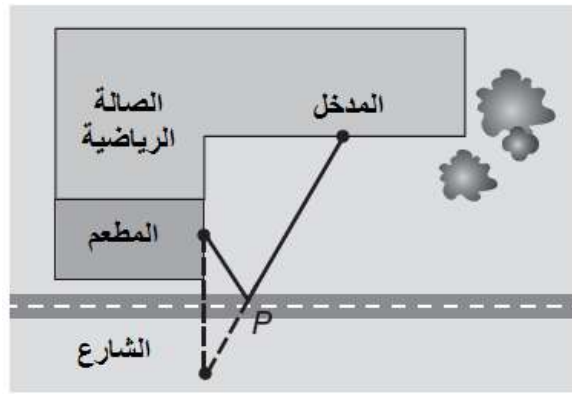 المدخل
الصالة
الرياضية
المطعم
P
الشارع